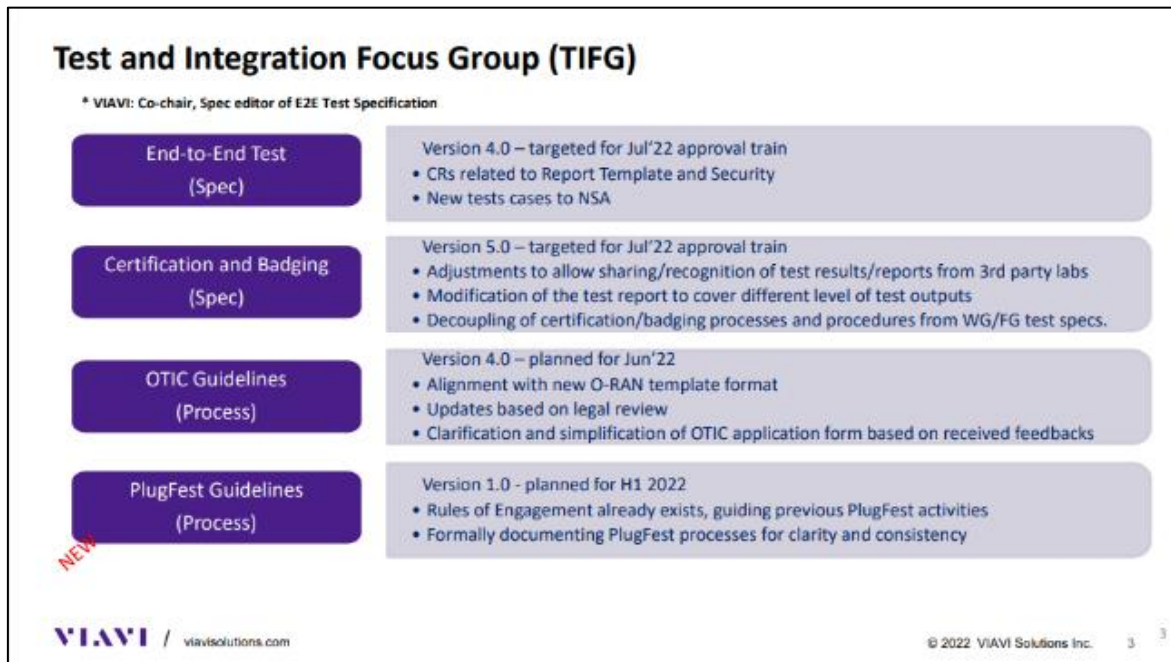 Test and Integration Focus Group (TIFG)
* VIAVI: Co-chair, Spec editor of E2E Test Specification
End-to-End Test
(Spec)
Version 4.0 – targeted for Jul'22 approval train
• CRs related to Report Template and Security
• New tests cases to NSA
Certification and Badging
(Spec)
Version 5.0 – targeted for Jul'22 approval train
• Adjustments to allow sharing/recognition of test results/reports from 3rd party labs
• Modification of the test report to cover different level of test outputs
• Decoupling of certification/badging processes and procedures from WG/FG test specs.
OTIC Guidelines
(Process)
Version 4.0 – planned for Jun'22
• Alignment with new O-RAN template format
• Updates based on legal review
• Clarification and simplification of OTIC application form based on received feedbacks
PlugFest Guidelines
(Process)
NEW
Version 1.0 - planned for H1 2022
• Rules of Engagement already exists, guiding previous PlugFest activities
• Formally documenting PlugFest processes for clarity and consistency
VIAVI / viavisolutions.com
© 2022 VIAVI Solutions Inc. 3 3